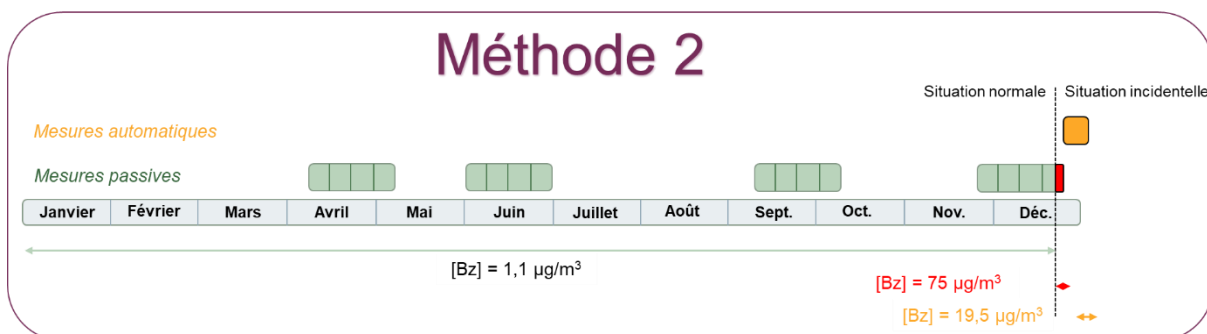 Méthode 2
Situation normale
Situation incidentelle
Mesures automatiques
Mesures passives
Janvier Février Mars Avril Mai Juin Juillet Août Sept. Oct. Nov. Déc.
[Bz] = 1,1 µg/m³
[Bz] = 75 µg/m³
[Bz] = 19,5 µg/m³